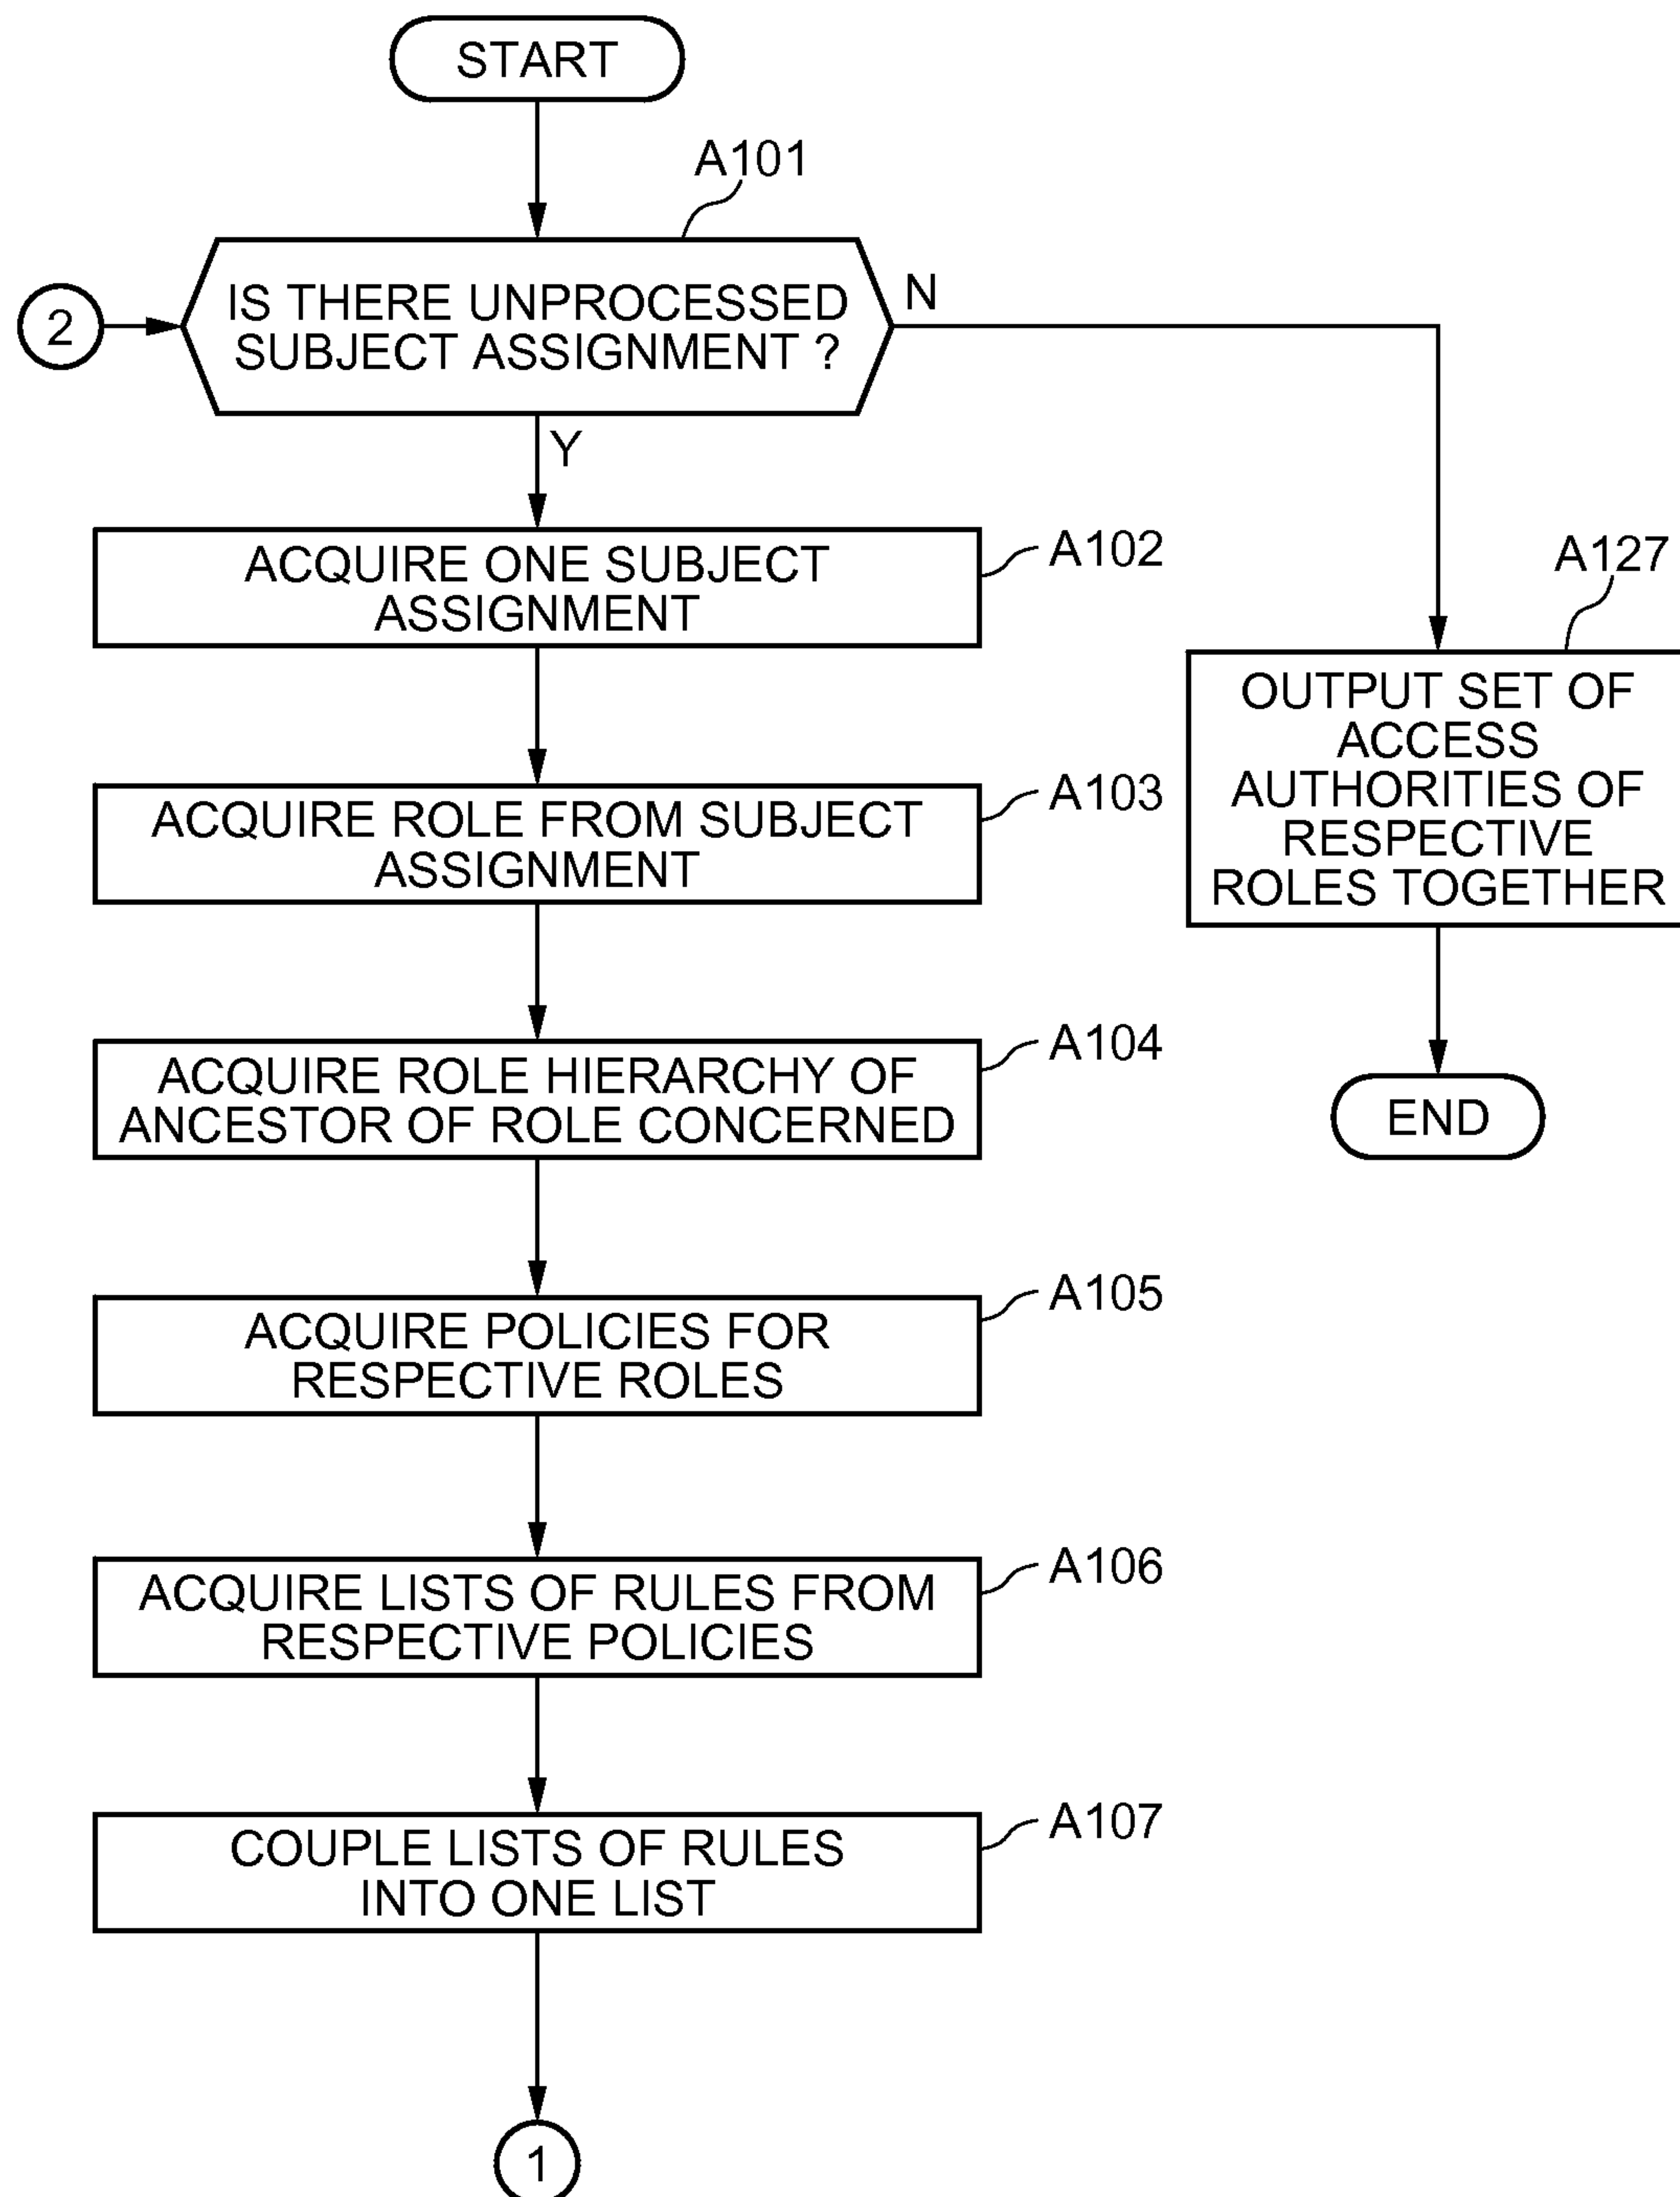 START
A101
IS THERE UNPROCESSED
SUBJECT ASSIGNMENT ?
N
2
Y
ACQUIRE ONE SUBJECT
ASSIGNMENT
A102
A127
OUTPUT SET OF
ACCESS
AUTHORITIES OF
RESPECTIVE
ROLES TOGETHER
ACQUIRE ROLE FROM SUBJECT
ASSIGNMENT
A103
ACQUIRE ROLE HIERARCHY OF
ANCESTOR OF ROLE CONCERNED
A104
END
ACQUIRE POLICIES FOR
RESPECTIVE ROLES
A105
ACQUIRE LISTS OF RULES FROM
RESPECTIVE POLICIES
A106
COUPLE LISTS OF RULES
INTO ONE LIST
A107
1